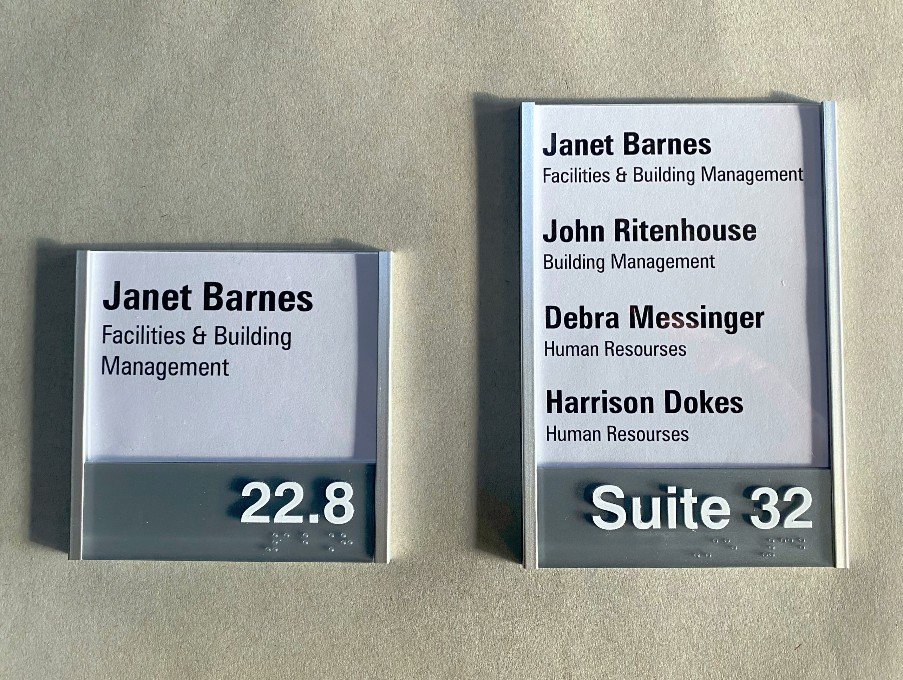 Janet Barnes
Facilities & Building
Management
22.8
Janet Barnes
Facilities & Building Management
John Ritenhouse
Building Management
Debra Messinger
Human Resourses
Harrison Dokes
Human Resourses
Suite 32